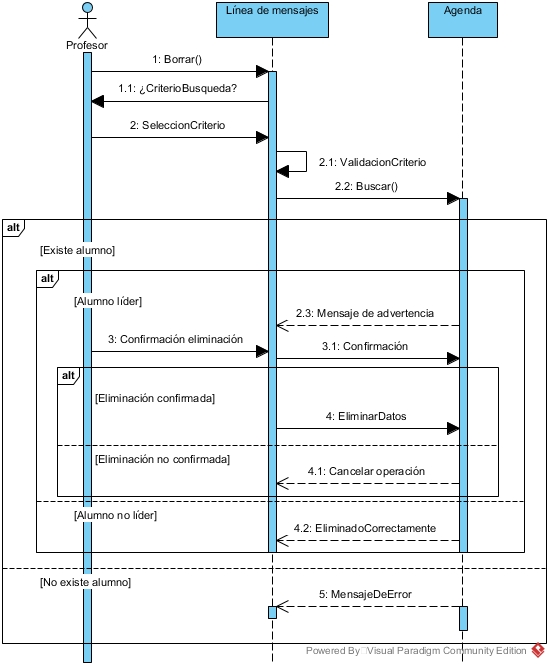 Línea de mensajes
Agenda
Profesor
1: Borrar()
1.1: ¿CriterioBusqueda?
2: SeleccionCriterio
2.1: ValidacionCriterio
2.2: Buscar()
alt
[Existe alumno]
alt
[Alumno líder]
2.3: Mensaje de advertencia
3: Confirmación eliminación
3.1: Confirmación
alt
[Eliminación confirmada]
4: EliminarDatos
[Eliminación no confirmada]
4.1: Cancelar operación
[Alumno no líder]
4.2: EliminadoCorrectamente
[No existe alumno]
5: MensajeDeError
Powered By Visual Paradigm Community Edition